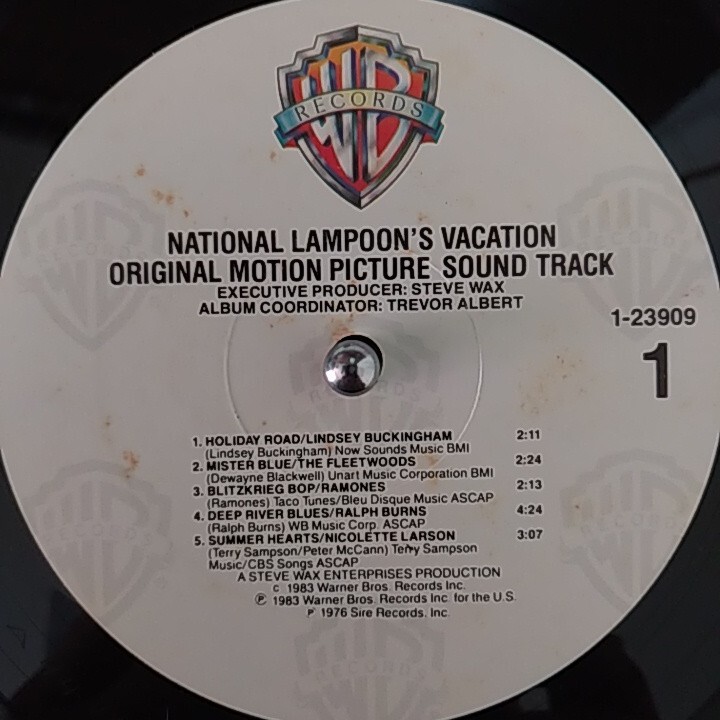 WB
RECORDS
NATIONAL LAMPOON'S VACATION
ORIGINAL MOTION PICTURE SOUND TRACK
EXECUTIVE PRODUCER: STEVE WAX
ALBUM COORDINATOR: TREVOR ALBERT
1-23909
1
1. HOLIDAY ROAD/LINDSEY BUCKINGHAM 2:11
(Lindsey Buckingham) Now Sounds Music BMI
2. MISTER BLUE/THE FLEETWOODS 2:24
(Dewayne Blackwell) Unart Music Corporation BMI
3. BLITZKRIEG BOP/RAMONES 2:13
(Ramones) Taco Tunes/Bleu Disque Music ASCAP
4. DEEP RIVER BLUES/RALPH BURNS 4:24
(Ralph Burns) WB Music Corp. ASCAP
5. SUMMER HEARTS/NICOLETTE LARSON 3:07
(Terry Sampson/Peter McCann) Terry Sampson
Music/CBS Songs ASCAP
A STEVE WAX ENTERPRISES PRODUCTION
© 1983 Warner Bros. Records Inc.
℗ 1983 Warner Bros. Records Inc. for the U.S.
℗ 1976 Sire Records. Inc.